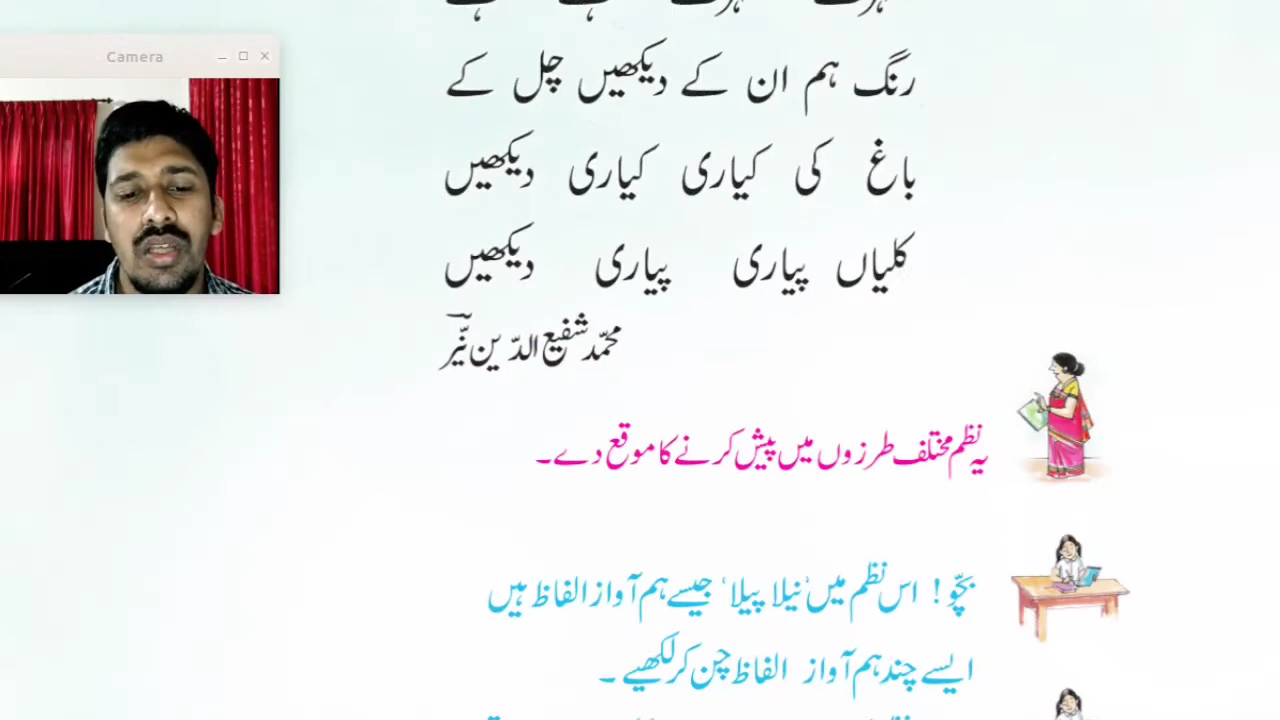 Camera
رنگ ہم ان کے دیکھیں چل کے
باغ کی کیاری کیاری دیکھیں
کلیاں پیاری پیاری دیکھیں
محمّد شفیع الدّین نیّرؔ
یہ نظم مختلف طرزوں میں پیش کرنے کا موقع دے۔
بچّو! اس نظم میں 'نیلا پیلا' جیسے ہم آواز الفاظ ہیں
ایسے چند ہم آواز الفاظ چن کر لکھیے۔